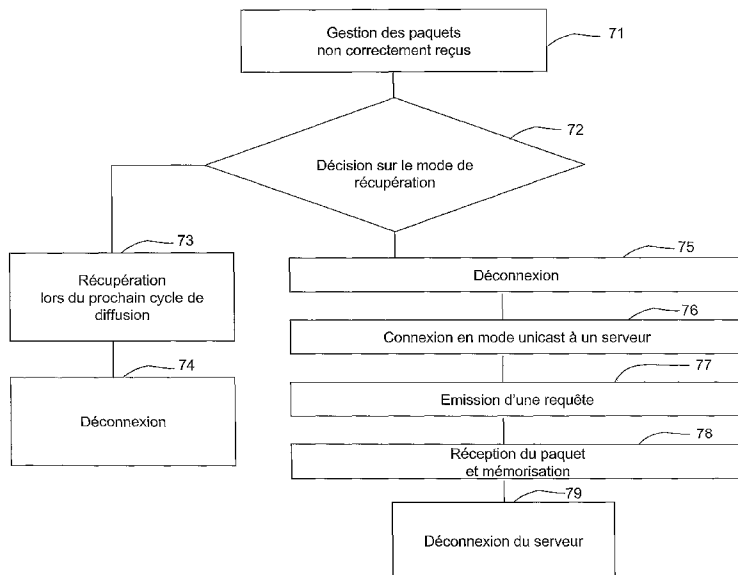 Gestion des paquets
non correctement reçus
71
72
Décision sur le mode de
récupération
73
Récupération
lors du prochain cycle de
diffusion
74
Déconnexion
75
Déconnexion
76
Connexion en mode unicast à un serveur
77
Emission d'une requête
78
Réception du paquet
et mémorisation
79
Déconnexion du serveur